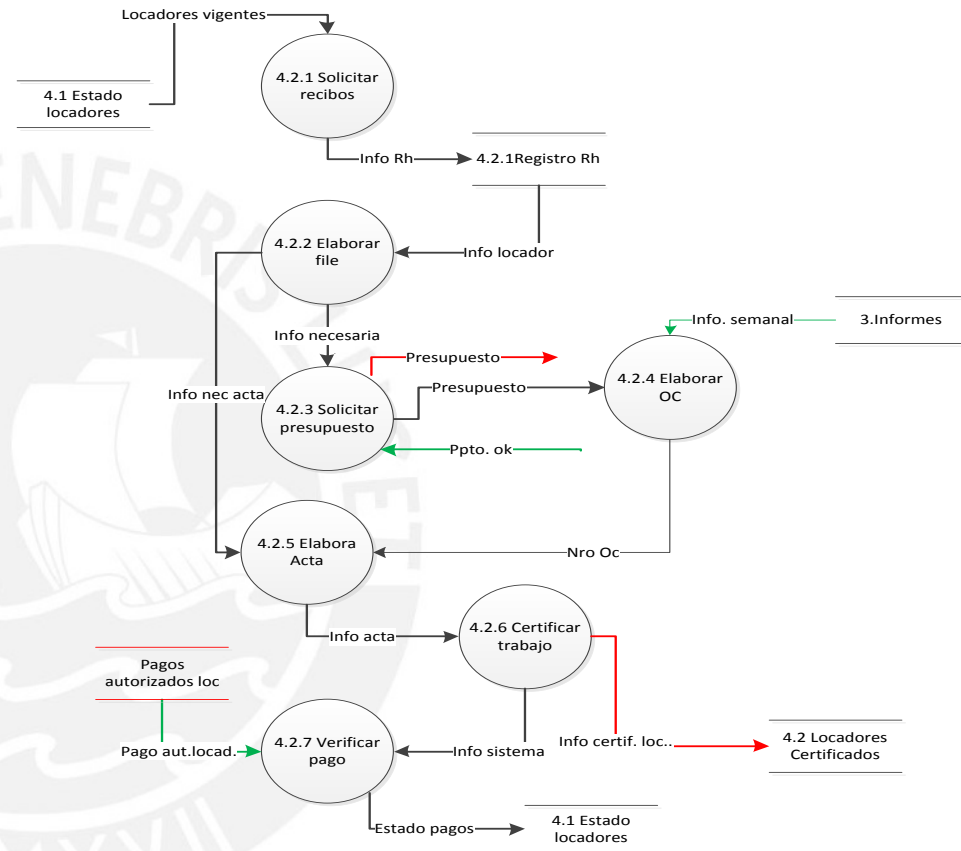 Locadores vigentes
4.2.1 Solicitar
recibos
4.1 Estado
locadores
Info Rh
4.2.1Registro Rh
4.2.2 Elaborar
file
Info locador
Info necesaria
Info. semanal
3.Informes
Presupuesto
Presupuesto
4.2.4 Elaborar
OC
Info nec acta
4.2.3 Solicitar
presupuesto
Ppto. ok
4.2.5 Elabora
Acta
Nro Oc
Info acta
4.2.6 Certificar
trabajo
Pagos
autorizados loc
Pago aut.locad.
4.2.7 Verificar
pago
Info sistema
Info certif. loc..
4.2 Locadores
Certificados
Estado pagos
4.1 Estado
locadores